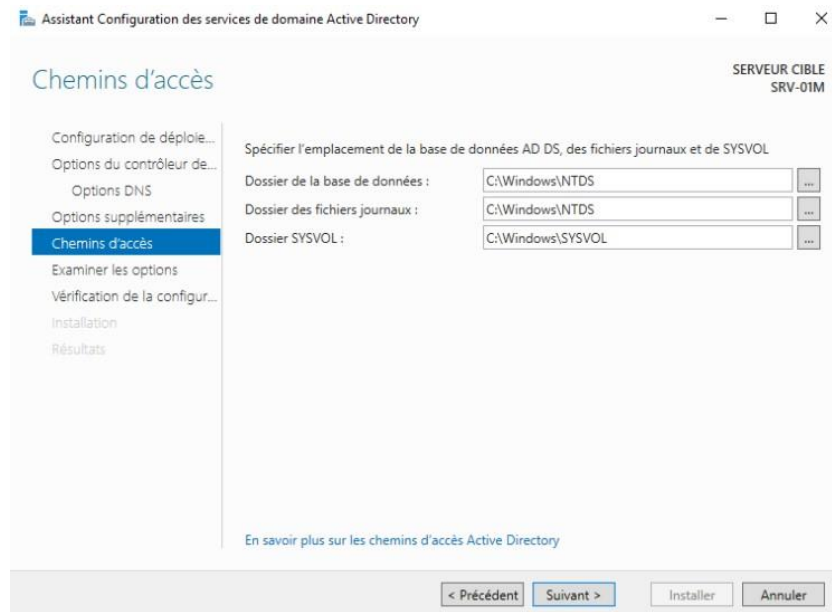 Assistant Configuration des services de domaine Active Directory
Chemins d'accès
SERVEUR CIBLE
SRV-01M
Configuration de déploie...
Options du contrôleur de...
Options DNS
Options supplémentaires
Chemins d'accès
Examiner les options
Vérification de la configur...
Installation
Résultats
Spécifier l'emplacement de la base de données AD DS, des fichiers journaux et de SYSVOL
Dossier de la base de données : C:\Windows\NTDS ...
Dossier des fichiers journaux : C:\Windows\NTDS ...
Dossier SYSVOL : C:\Windows\SYSVOL ...
En savoir plus sur les chemins d'accès Active Directory
< Précédent Suivant > Installer Annuler